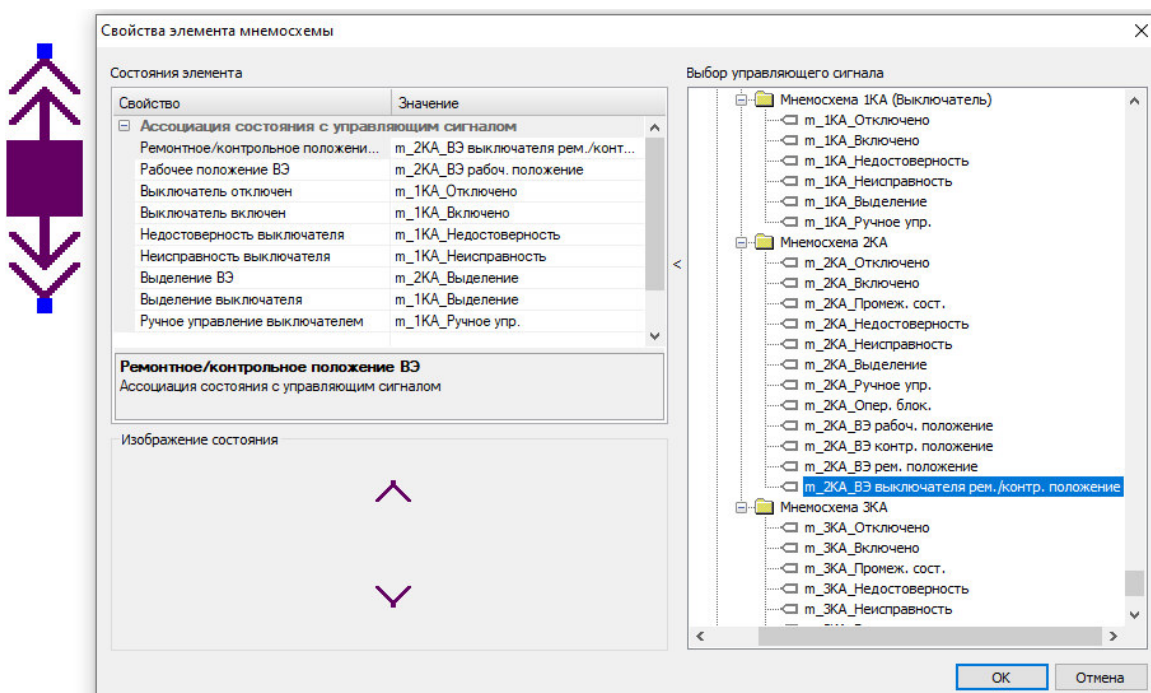 Свойства элемента мнемосхемы
Состояния элемента
Свойство Значение
Ассоциация состояния с управляющим сигналом
Ремонтное/контрольное положени... m_2КА_ВЭ выключателя рем./конт...
Рабочее положение ВЭ m_2КА_ВЭ рабоч. положение
Выключатель отключен m_1КА_Отключено
Выключатель включен m_1КА_Включено
Недостоверность выключателя m_1КА_Недостоверность
Неисправность выключателя m_1КА_Неисправность
Выделение ВЭ m_2КА_Выделение
Выделение выключателя m_1КА_Выделение
Ручное управление выключателем m_1КА_Ручное упр.
Ремонтное/контрольное положение ВЭ
Ассоциация состояния с управляющим сигналом
Изображение состояния
<
Выбор управляющего сигнала
Мнемосхема 1КА (Выключатель)
m_1КА_Отключено
m_1КА_Включено
m_1КА_Недостоверность
m_1КА_Неисправность
m_1КА_Выделение
m_1КА_Ручное упр.
Мнемосхема 2КА
m_2КА_Отключено
m_2КА_Включено
m_2КА_Промеж. сост.
m_2КА_Недостоверность
m_2КА_Неисправность
m_2КА_Выделение
m_2КА_Ручное упр.
m_2КА_Опер. блок.
m_2КА_ВЭ рабоч. положение
m_2КА_ВЭ контр. положение
m_2КА_ВЭ рем. положение
m_2КА_ВЭ выключателя рем./контр. положение
Мнемосхема 3КА
m_3КА_Отключено
m_3КА_Включено
m_3КА_Промеж. сост.
m_3КА_Недостоверность
m_3КА_Неисправность
ОК Отмена